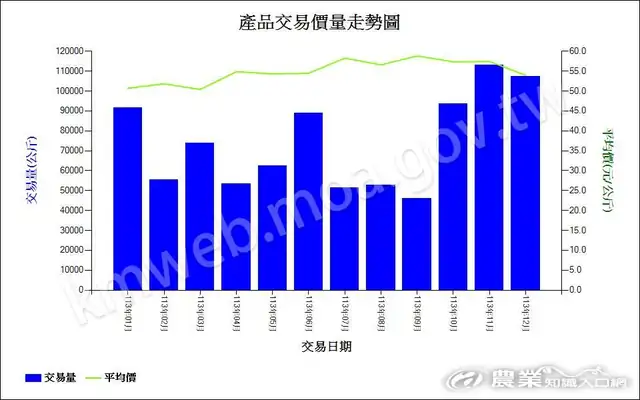 產品交易價量走勢圖
交易量(公斤)
120000
110000
100000
90000
80000
70000
60000
50000
40000
30000
20000
10000
0
60.0
55.0
50.0
45.0
40.0
35.0
30.0
25.0
20.0
15.0
10.0
5.0
0.0
平均價(元/公斤)
113年01月
113年02月
113年03月
113年04月
113年05月
113年06月
113年07月
113年08月
113年09月
113年10月
113年11月
113年12月
交易日期
交易量
平均價
kmweb.moa.gov.tw
農業知識入口網